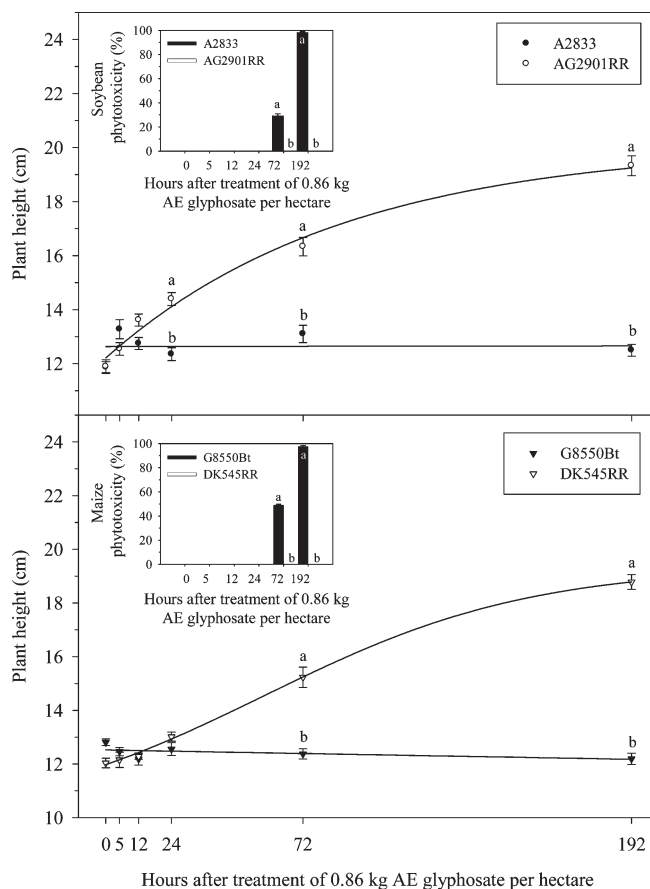 24
22
20
18
16
14
12
Plant height (cm)
Soybean
phytotoxicity (%)
100
80
60
40
20
0
A2833
AG2901RR
a
b
a
b
0 5 12 24 72 192
Hours after treatment of 0.86 kg
AE glyphosate per hectare
A2833
AG2901RR
a
a
a
b
b
b
24
22
20
18
16
14
12
10
Plant height (cm)
Maize
phytotoxicity (%)
100
80
60
40
20
0
G8550Bt
DK545RR
a
b
a
b
0 5 12 24 72 192
Hours after treatment of 0.86 kg
AE glyphosate per hectare
G8550Bt
DK545RR
a
a
b
b
0 5 12 24 72 192
Hours after treatment of 0.86 kg AE glyphosate per hectare